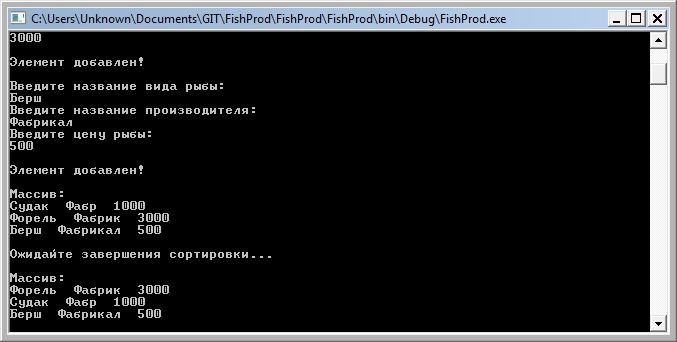 C:\Users\Unknown\Documents\GIT\FishProd\FishProd\FishProd\bin\Debug\FishProd.exe
3000
Элемент добавлен!
Введите название вида рыбы:
Берш
Введите название производителя:
Фабрикал
Введите цену рыбы:
500
Элемент добавлен!
Массив:
Судак  Фабр  1000
Форель  Фабрик  3000
Берш  Фабрикал  500
Ожидайте завершения сортировки...
Массив:
Форель  Фабрик  3000
Судак  Фабр  1000
Берш  Фабрикал  500